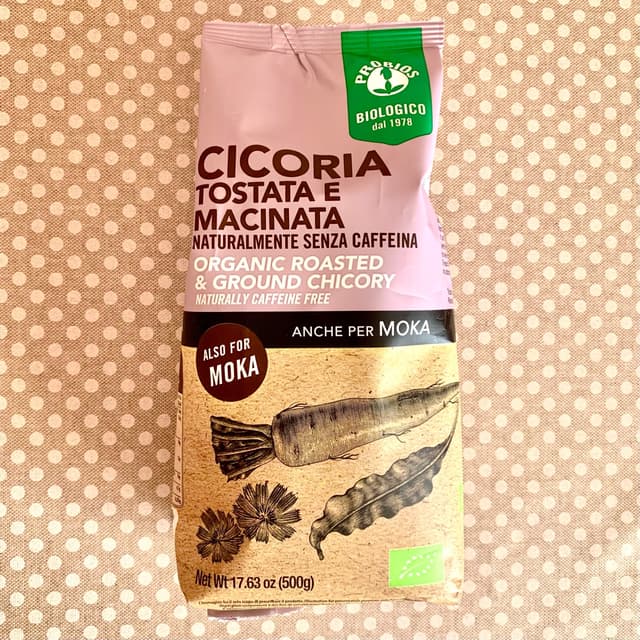 PROBIOS
BIOLOGICO
dal 1978
CICORIA
TOSTATA E
MACINATA
NATURALMENTE SENZA CAFFEINA
ORGANIC ROASTED
& GROUND CHICORY
NATURALLY CAFFEINE FREE
ANCHE PER MOKA
ALSO FOR
MOKA
Net Wt 17.63 oz (500g)